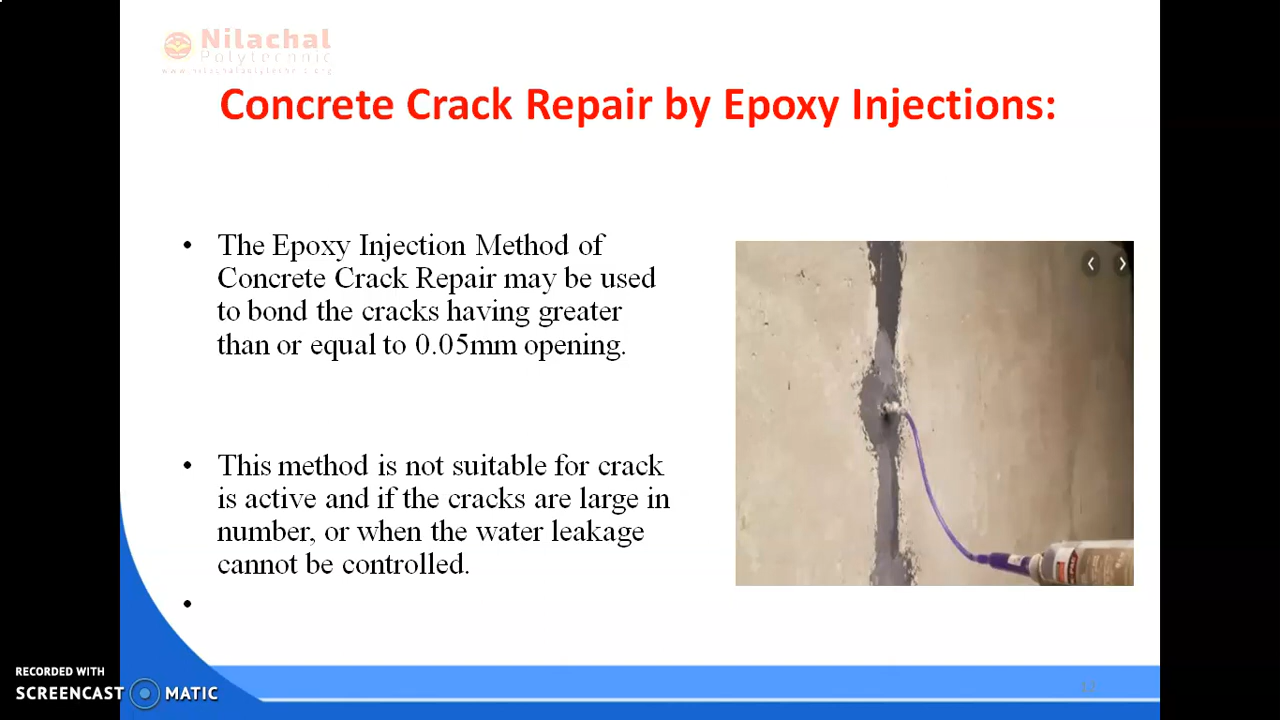 Nilachal
Polytechnic
www.nilachalpolytechnic.org
Concrete Crack Repair by Epoxy Injections:
• The Epoxy Injection Method of
Concrete Crack Repair may be used
to bond the cracks having greater
than or equal to 0.05mm opening.
• This method is not suitable for crack
is active and if the cracks are large in
number, or when the water leakage
cannot be controlled.
•
RECORDED WITH
SCREENCAST MATIC